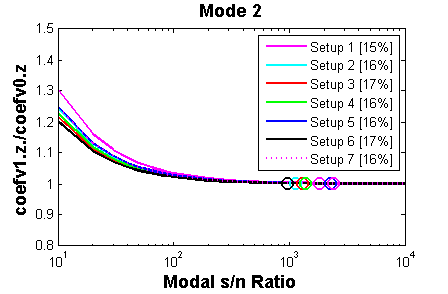 Mode 2
coefv1.z./coefv0.z
1.5
1.4
1.3
1.2
1.1
1
0.9
0.8
Setup 1 [15%]
Setup 2 [16%]
Setup 3 [17%]
Setup 4 [16%]
Setup 5 [16%]
Setup 6 [17%]
Setup 7 [16%]
10^1
10^2
10^3
10^4
Modal s/n Ratio